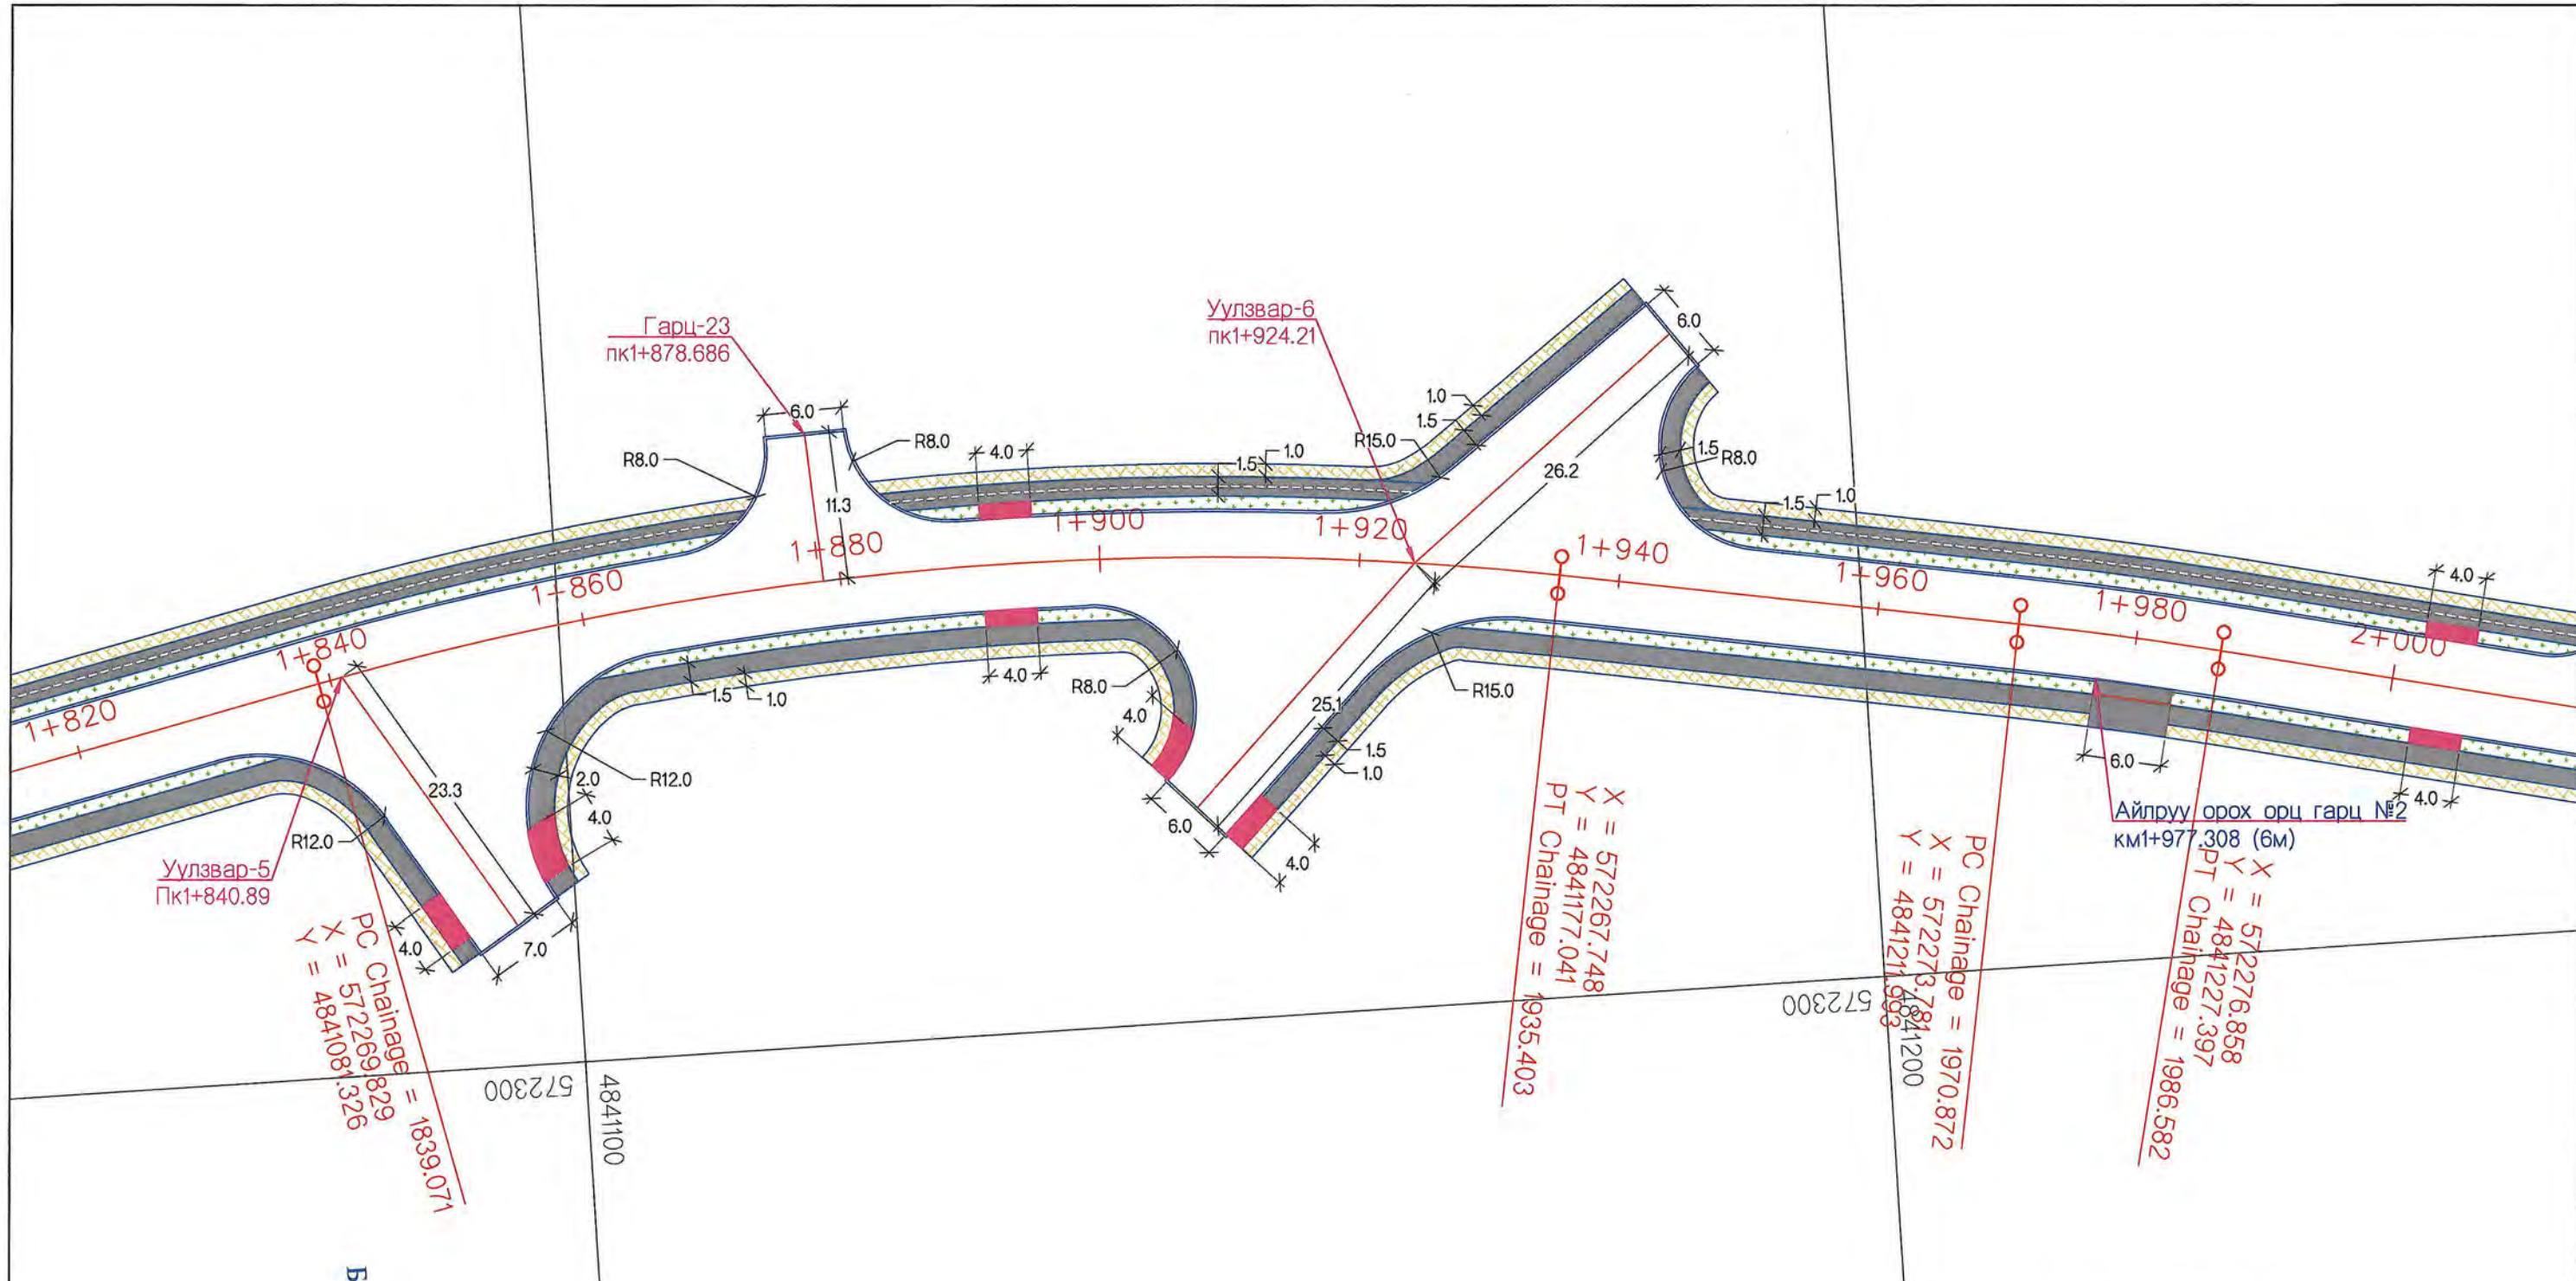 Гарц-23
пк1+878.686
Уулзвар-6
пк1+924.21
Уулзвар-5
Пк1+840.89
Айлруу орох орц гарц №2
км1+977.308 (6м)
1+820
1+840
1+860
1+880
1+900
1+920
1+940
1+960
1+980
2+000
6.0
R8.0
R8.0
11.3
4.0
1.5
1.0
R15.0
1.0
1.5
6.0
26.2
1.5
R8.0
1.5
1.0
4.0
23.3
R12.0
4.0
7.0
2.0
4.0
R12.0
1.5
1.0
4.0
R8.0
4.0
6.0
25.1
1.5
1.0
4.0
R15.0
6.0
4.0
PC Chainage = 1839.071
X = 572269.829
Y = 4841081.326
X = 572267.748
Y = 4841177.041
PT Chainage = 1935.403
PC Chainage = 1970.872
X = 572273.781
Y = 4841211.993
X = 572276.858
Y = 4841227.397
PT Chainage = 1986.582
572300
4841100
572300
4841200
Б